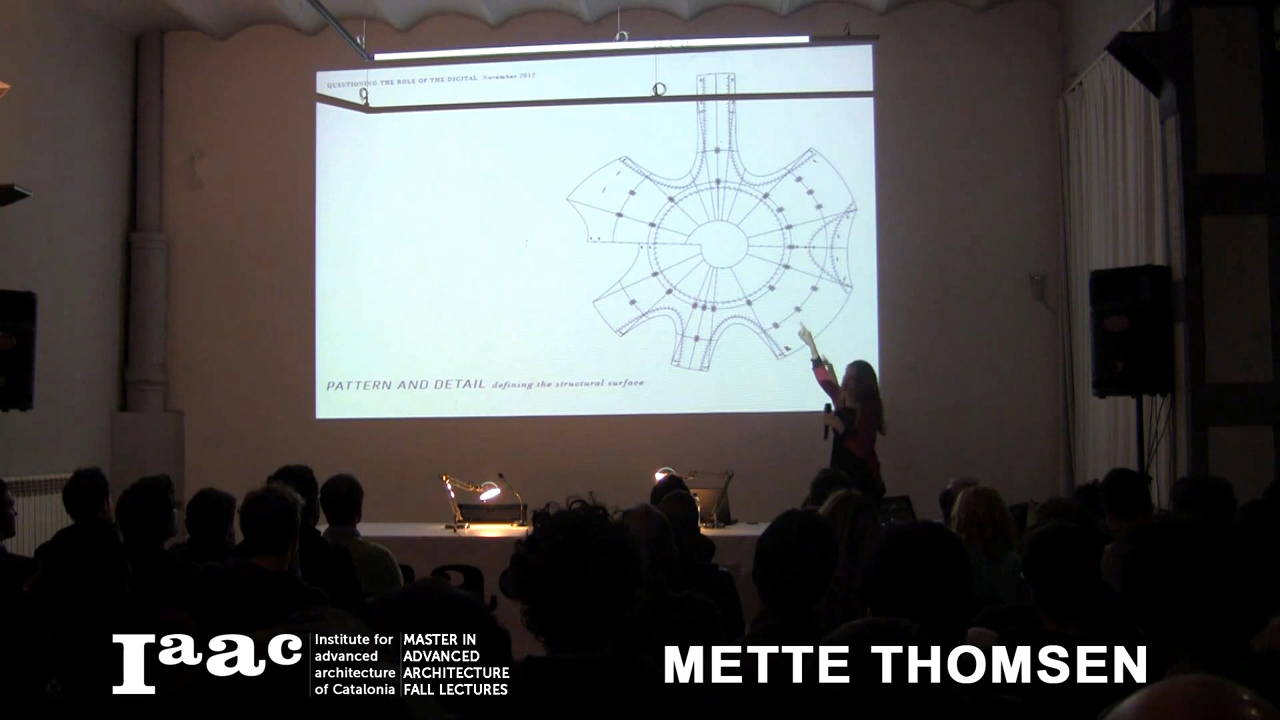 QUESTIONING THE ROLE OF THE DIGITAL November 2012
PATTERN AND DETAIL defining the structural surface
Iaac
Institute for
advanced
architecture
of Catalonia
MASTER IN
ADVANCED
ARCHITECTURE
FALL LECTURES
METTE THOMSEN